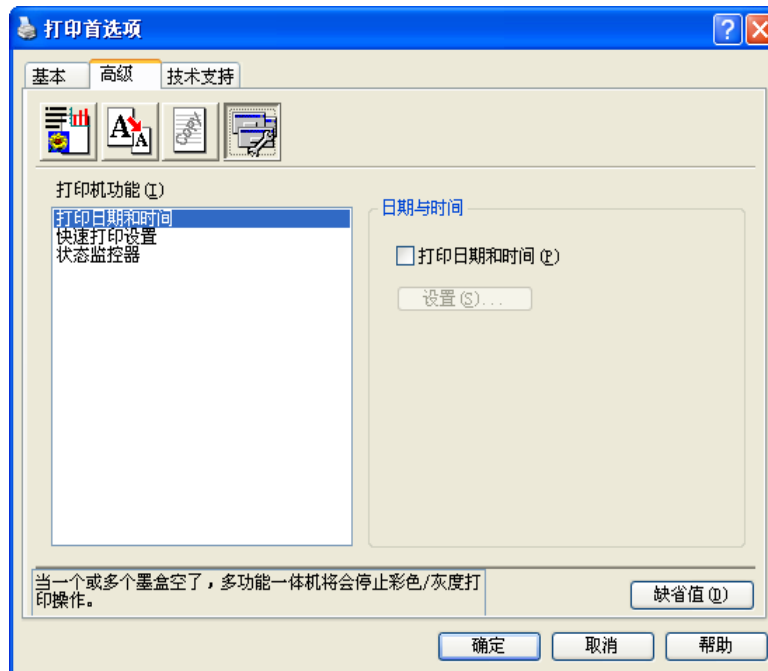 打印首选项
基本 高级 技术支持
A A Copy
打印机功能(I)
打印日期和时间
快速打印设置
状态监控器
日期与时间
打印日期和时间(P)
设置(S)...
当一个或多个墨盒空了，多功能一体机将会停止彩色/灰度打
印操作。
缺省值(D)
确定 取消 帮助